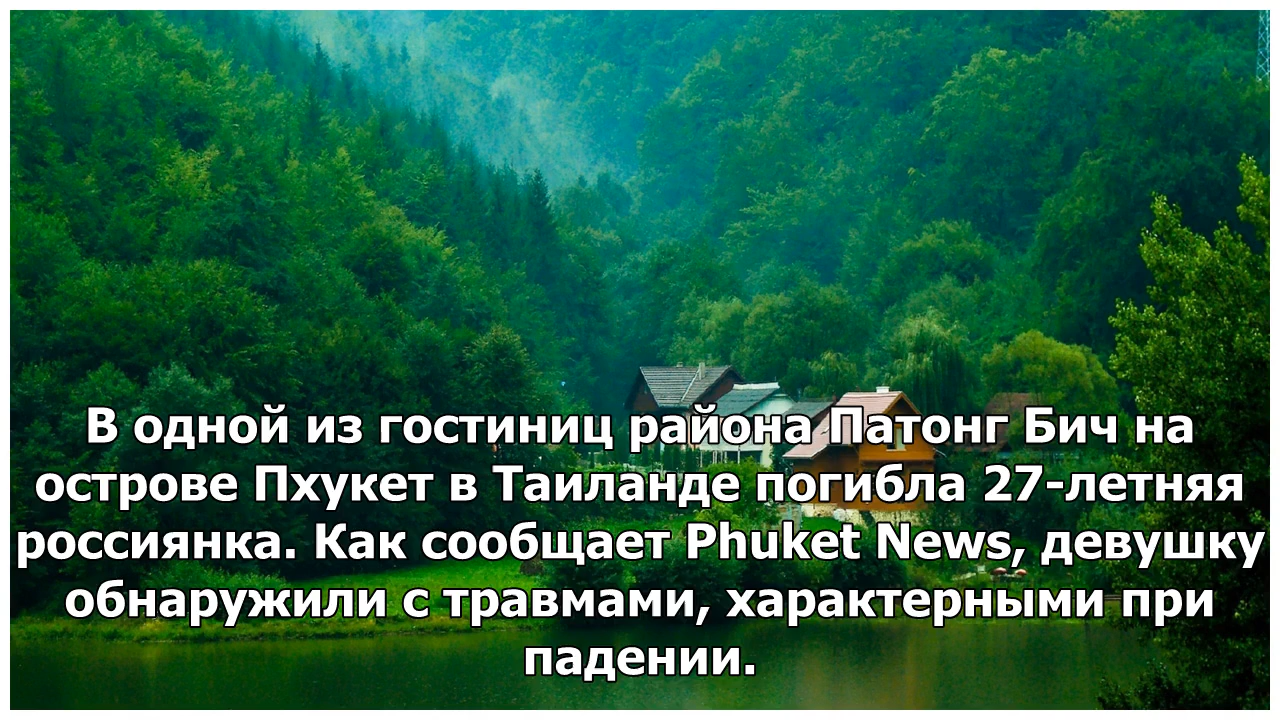 В одной из гостиниц района Патонг Бич на
острове Пхукет в Таиланде погибла 27-летняя
россиянка. Как сообщает Phuket News, девушку
обнаружили с травмами, характерными при
падении.